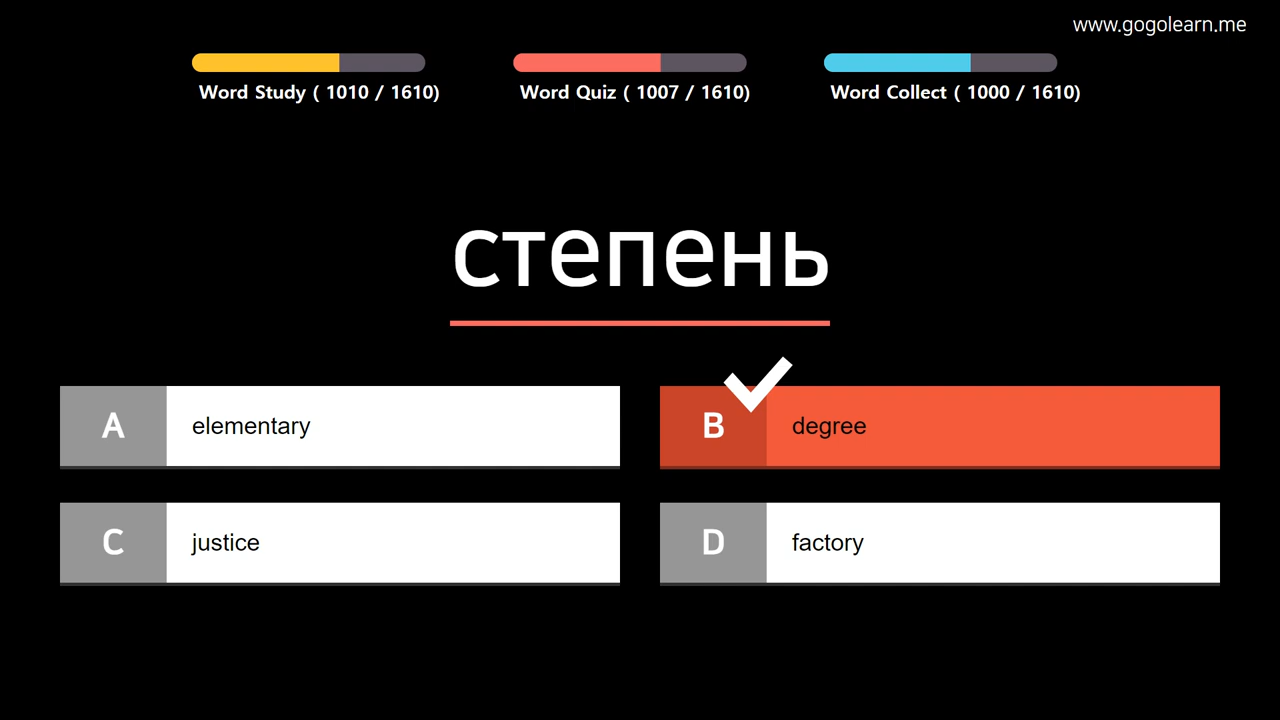 www.gogolearn.me
Word Study ( 1010 / 1610)
Word Quiz ( 1007 / 1610)
Word Collect ( 1000 / 1610)
степень
A elementary
B degree
C justice
D factory